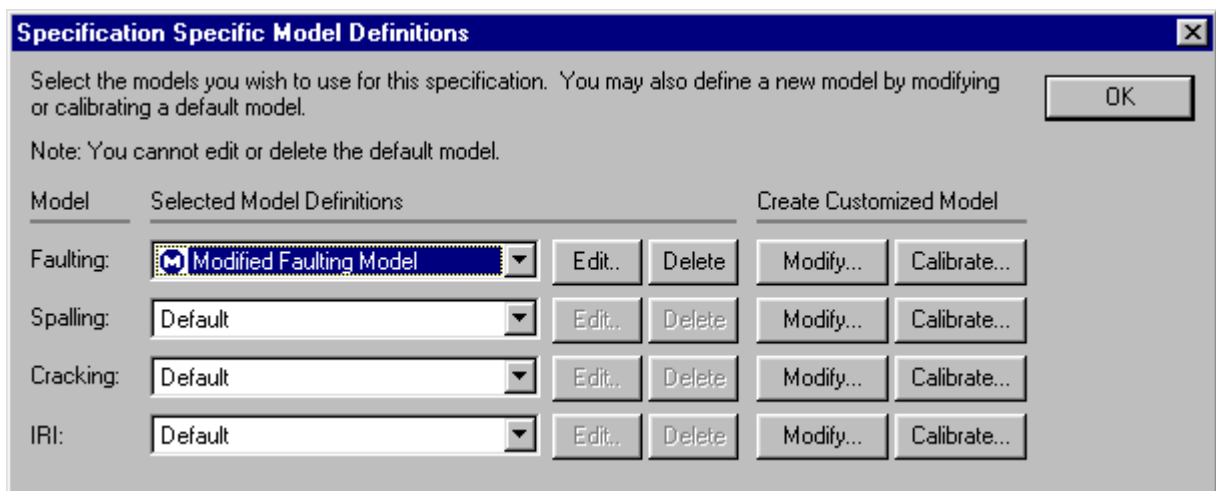 Specification Specific Model Definitions
Select the models you wish to use for this specification. You may also define a new model by modifying
or calibrating a default model.
OK
Note: You cannot edit or delete the default model.
Model Selected Model Definitions Create Customized Model
Faulting: M Modified Faulting Model Edit.. Delete Modify... Calibrate...
Spalling: Default Edit.. Delete Modify... Calibrate...
Cracking: Default Edit.. Delete Modify... Calibrate...
IRI: Default Edit.. Delete Modify... Calibrate...